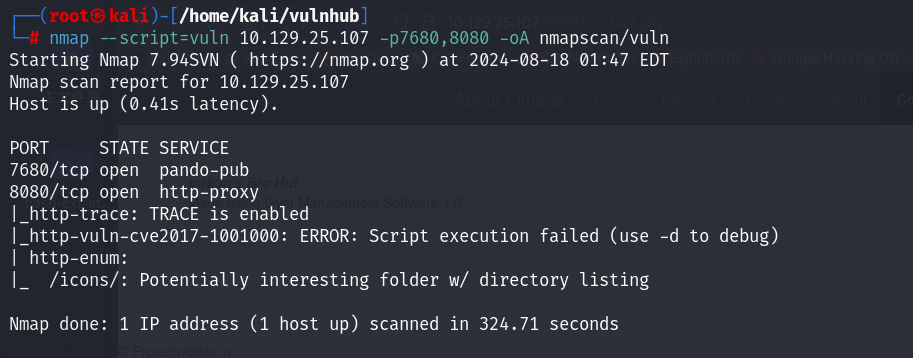 ┌──(root㉿kali)-[/home/kali/vulnhub]
└─# nmap --script=vuln 10.129.25.107 -p7680,8080 -oA nmapscan/vuln
Starting Nmap 7.94SVN ( https://nmap.org ) at 2024-08-18 01:47 EDT
Nmap scan report for 10.129.25.107
Host is up (0.41s latency).
PORT     STATE SERVICE
7680/tcp open  pando-pub
8080/tcp open  http-proxy
|_http-trace: TRACE is enabled
|_http-vuln-cve2017-1001000: ERROR: Script execution failed (use -d to debug)
| http-enum:
|_  /icons/: Potentially interesting folder w/ directory listing
Nmap done: 1 IP address (1 host up) scanned in 324.71 seconds